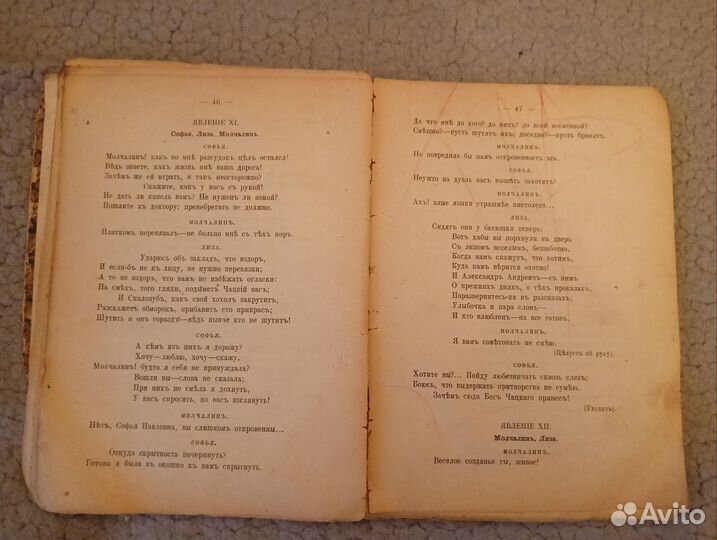 — 46 —
ЯВЛЕНІЕ XI.
Софья, Лиза, Молчалинъ.
СОФЬЯ.
Молчалинъ! какъ во мнѣ разсудокъ цѣлъ остался!
Вѣдь знаете, какъ жизнь мнѣ ваша дорога!
Зачѣмъ же ей играть, и такъ неосторожно?
Скажите, какъ у васъ съ рукой!
Не дать ли капель вамъ? Не нуженъ ли покой?
Пошлите къ доктору: пренебрегать не должно.
МОЛЧАЛИНЪ.
Платкомъ перевязалъ—не больно мнѣ съ тѣхъ поръ.
ЛИЗА.
Ударюсь объ закладъ, что вздоръ,
И если-бъ не къ лицу, не нужно перевязки;
А то не вздоръ, что вамъ не избѣжать огласки:
На смѣхъ, того гляди, подыметъ Чацкій васъ;
И Скалозубъ, какъ свой хохолъ закрутитъ,
Разскажетъ обморокъ, прибавитъ сто прикрасъ;
Шутить и онъ гораздъ—вѣдь нынче кто не шутитъ!
СОФЬЯ.
А кѣмъ изъ нихъ я дорожу?
Хочу—люблю, хочу—скажу.
Молчалинъ! будто я себя не принуждала?
Вошли вы—слова не сказала;
При нихъ не смѣла я дохнуть,
У васъ спросить, на васъ взглянуть!
МОЛЧАЛИНЪ.
Нѣтъ, Софья Павловна, вы слишкомъ откровенны...
СОФЬЯ.
Откуда скрытность почерпнуть?
Готова я была къ окошко къ вамъ спрыгнуть.
— 47 —
Да что мнѣ до кого? до нихъ? до всей вселенной?
Смѣшно?—пусть шутятъ ихъ; досадно?—пусть бранятъ.
МОЛЧАЛИНЪ.
Не повредила бы намъ откровенность эта.
СОФЬЯ.
Неужто на дуэль васъ вызвать захотятъ?
МОЛЧАЛИНЪ.
Ахъ! злые языки страшнѣе пистолета...
ЛИЗА.
Сидятъ они у батюшки теперь;
Вотъ кабы вы порхнули въ дверь
Съ лицомъ веселымъ, беззаботно.
Когда намъ скажутъ, что хотимъ,
Куда какъ вѣрится охотно!
И Александръ Андреичъ—съ нимъ
О прежнихъ дняхъ, о тѣхъ проказахъ,
Поразвернитесь-ка въ разсказахъ:
Улыбочка и пара словъ—
И кто влюбленъ—на все готовъ.
МОЛЧАЛИНЪ.
Я вамъ совѣтовать не смѣю.
(Цѣлуетъ ей руку).
СОФЬЯ.
Хотите вы?... Пойду любезничать сквозь слезъ;
Боюсь, что выдержать притворства не сумѣю.
Зачѣмъ сюда Богъ Чацкаго принесъ!
(Уходитъ).
ЯВЛЕНІЕ XII.
Молчалинъ, Лиза.
МОЛЧАЛИНЪ.
Веселое созданье ты, живое!
Avito